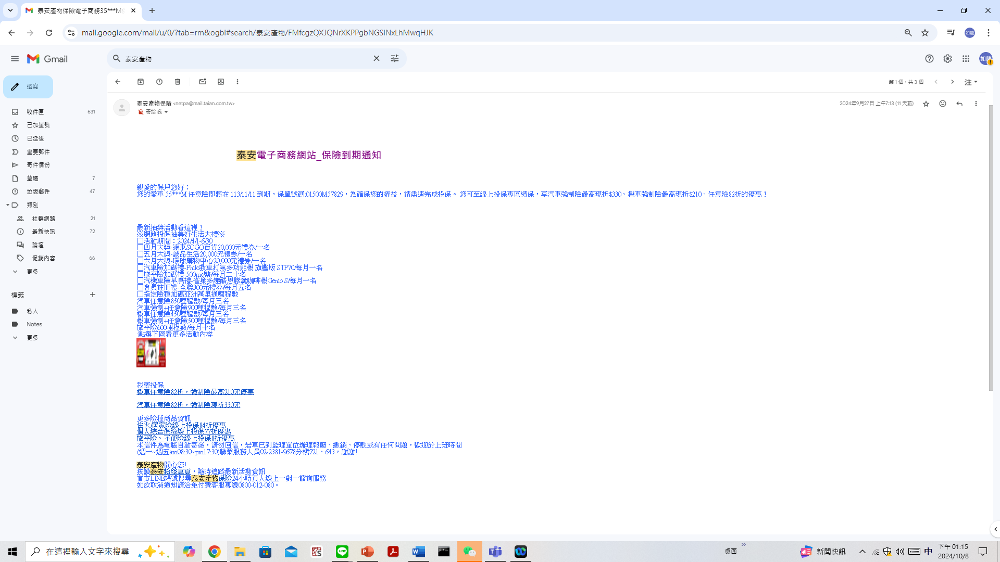 泰安產物保險電子商務35***M
mail.google.com/mail/u/0/?tab=rm&ogbl#search/泰安產物/FMfcgzQXJQNrXKPPgbNGSINxLhMwqHJK
如龍
Gmail
泰安產物
如龍
撰寫
第 1 個，共 3 個
注
收件匣 631
已加星號
已延後
重要郵件
寄件備份
草稿 7
垃圾郵件 47
類別
社群網路 21
最新快訊 72
論壇
促銷內容 66
更多
標籤
私人
Notes
更多
泰安產物保險 <netpa@mail.taian.com.tw>
寄給 我
2024年9月27日 上午7:13 (11 天前)
泰安電子商務網站_保險到期通知
親愛的保戶您好：
您的愛車 35***M 任意險即將在 113/11/11 到期，保單號碼:01500M37829，為確保您的權益，請盡速完成投保。 您可至線上投保專區續保，享汽車強制險最高現折$330、機車強制險最高現折$210、任意險82折的優惠！
最新抽獎活動看這裡！
※網路投保抽美好生活大禮※
□活動期間：2024/4/1-6/30
□四月大獎-遠東SOGO百貨20,000元禮券/一名
□五月大獎-誠品生活20,000元禮券/一名
□六月大獎-環球購物中心20,000元禮券/一名
□汽車險加碼禮-Philo救車打氣多功能機 旗艦版 STP70/每月一名
□旅平險加碼禮-500mo幣/每月二十名
□汽機車險早鳥禮-雀巢多趣酷思膠囊咖啡機Genio S/每月一名
□會員註冊禮-全聯300元禮券/每月五名
□指定險種加碼亞洲萬里通哩程數
汽車任意險850哩程數/每月三名
汽車強制+任意險900哩程數/每月三名
機車任意險450哩程數/每月三名
機車強制+任意險500哩程數/每月三名
旅平險600哩程數/每月十名
點選下圖看更多活動內容
我要投保
機車任意險82折，強制險最高210元優惠
汽車任意險82折，強制險現折330元
更多險種商品資訊
住火/居家險線上投保84折優惠
個人綜合保險線上投保77折優惠
旅平險、不便險線上投保8折優惠
本信件為電腦自動寄發，請勿回信，若車已到監理單位辦理報廢、繳銷、停駛或有任何問題，歡迎於上班時間
(週一~週五am08:30~pm17:30)聯繫服務人員02-2381-9678分機721、643，謝謝!
泰安產物關心您!
按讚泰安粉絲專頁，隨時追蹤最新活動資訊
官方LINE帳號搜尋泰安產物保險24小時真人線上一對一諮詢服務
如欲取消通知請洽免付費客服專線0800-012-080。
在這裡輸入文字來搜尋
桌面
新聞快訊
中
下午 01:15
2024/10/8